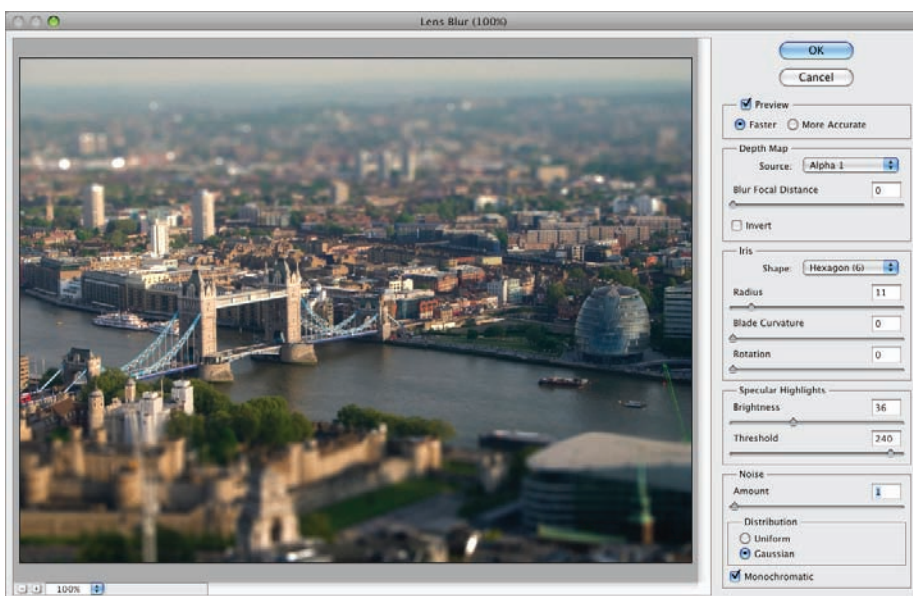 Lens Blur (100%)
OK
Cancel
Preview
Faster More Accurate
Depth Map
Source: Alpha 1
Blur Focal Distance 0
Invert
Iris
Shape: Hexagon (6)
Radius 11
Blade Curvature 0
Rotation 0
Specular Highlights
Brightness 36
Threshold 240
Noise
Amount 1
Distribution
Uniform
Gaussian
Monochromatic
100%